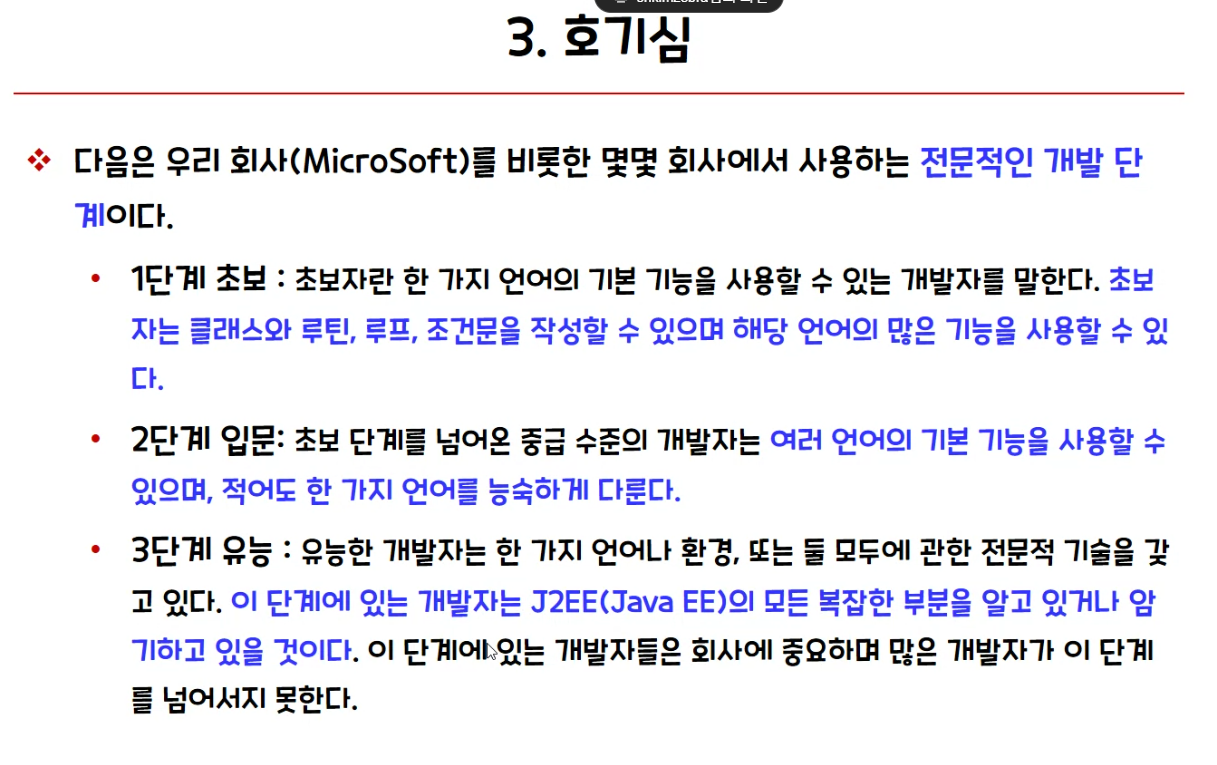 3. 호기심
다음은 우리 회사(MicroSoft)를 비롯한 몇몇 회사에서 사용하는 전문적인 개발 단
계이다.
1단계 초보 : 초보자란 한 가지 언어의 기본 기능을 사용할 수 있는 개발자를 말한다. 초보
자는 클래스와 루틴, 루프, 조건문을 작성할 수 있으며 해당 언어의 많은 기능을 사용할 수 있
다.
2단계 입문: 초보 단계를 넘어온 중급 수준의 개발자는 여러 언어의 기본 기능을 사용할 수
있으며, 적어도 한 가지 언어를 능숙하게 다룬다.
3단계 유능 : 유능한 개발자는 한 가지 언어나 환경, 또는 둘 모두에 관한 전문적 기술을 갖
고 있다. 이 단계에 있는 개발자는 J2EE(Java EE)의 모든 복잡한 부분을 알고 있거나 암
기하고 있을 것이다. 이 단계에 있는 개발자들은 회사에 중요하며 많은 개발자가 이 단계
를 넘어서지 못한다.